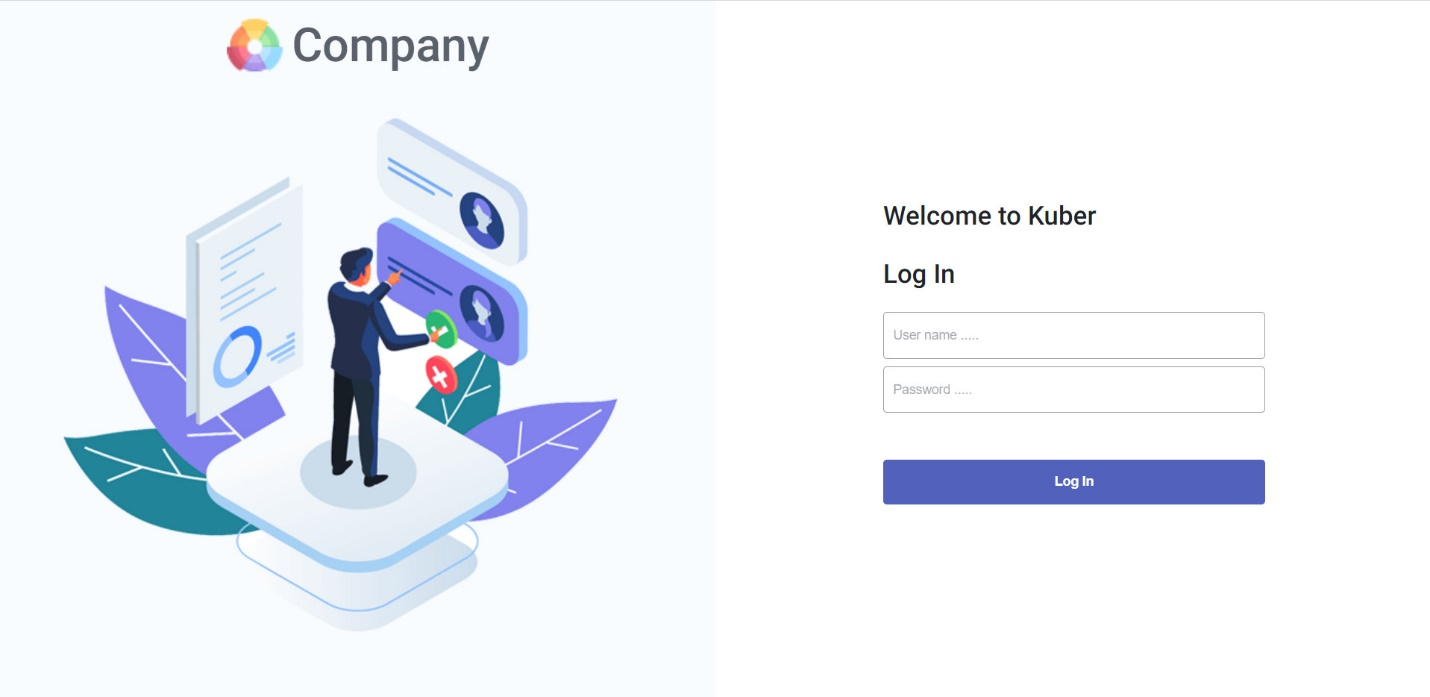 Company
Welcome to Kuber
Log In
User name .....
Password .....
Log In